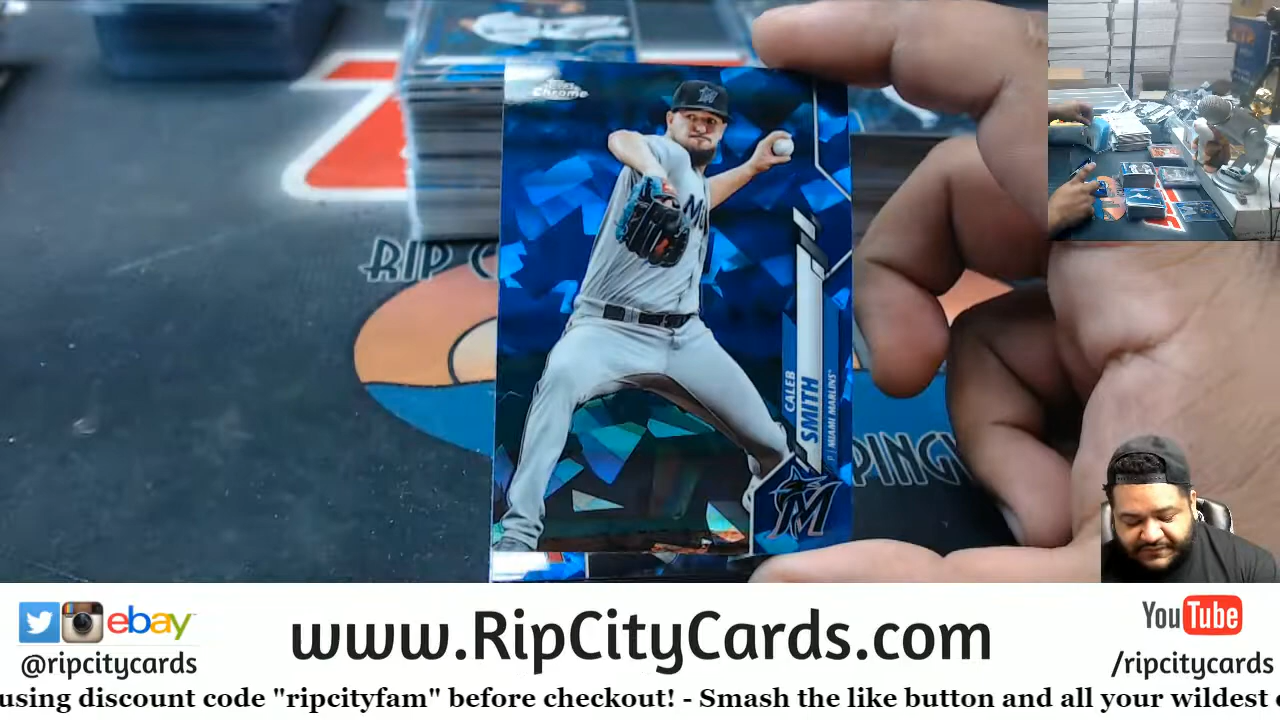 Topps
Chrome
CALEB
SMITH
P | MIAMI MARLINS
M
RIP C
PING
ebay
@ripcitycards
www.RipCityCards.com
YouTube
/ripcitycards
using discount code "ripcityfam" before checkout! - Smash the like button and all your wildest